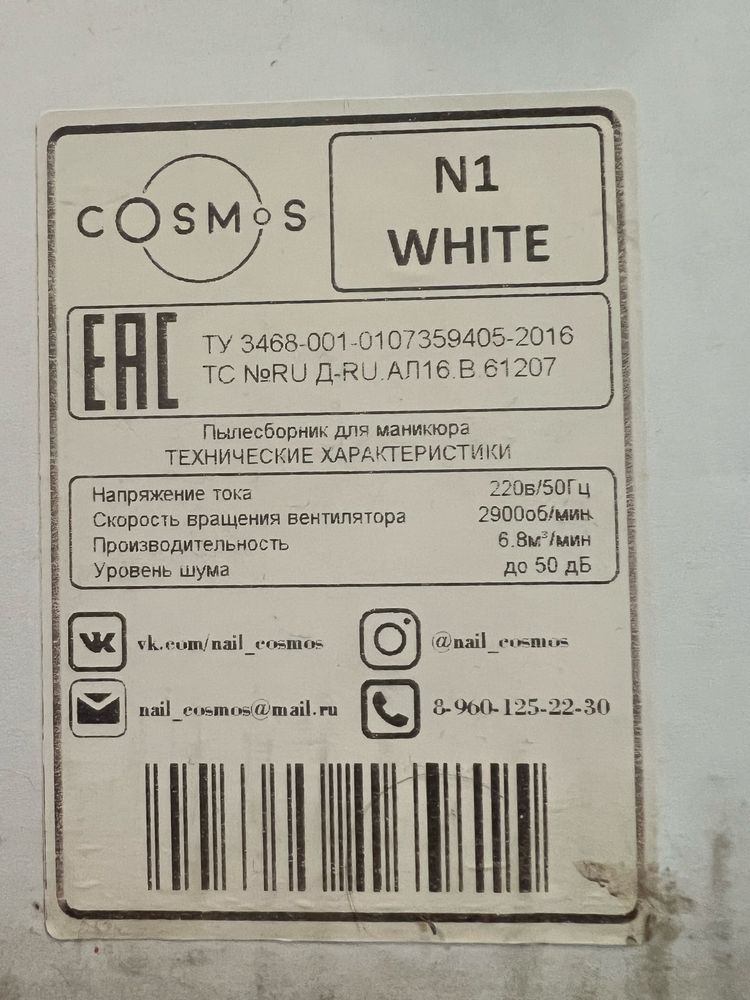 COSMOS
N1
WHITE
EAC
ТУ 3468-001-0107359405-2016
ТС №RU Д-RU.АЛ16.В 61207
Пылесборник для маникюра
ТЕХНИЧЕСКИЕ ХАРАКТЕРИСТИКИ
Напряжение тока 220в/50Гц
Скорость вращения вентилятора 2900об/мин
Производительность 6.8м³/мин
Уровень шума до 50 дБ
vk.com/nail_cosmos @nail_cosmos
nail_cosmos@mail.ru 8-960-125-22-30